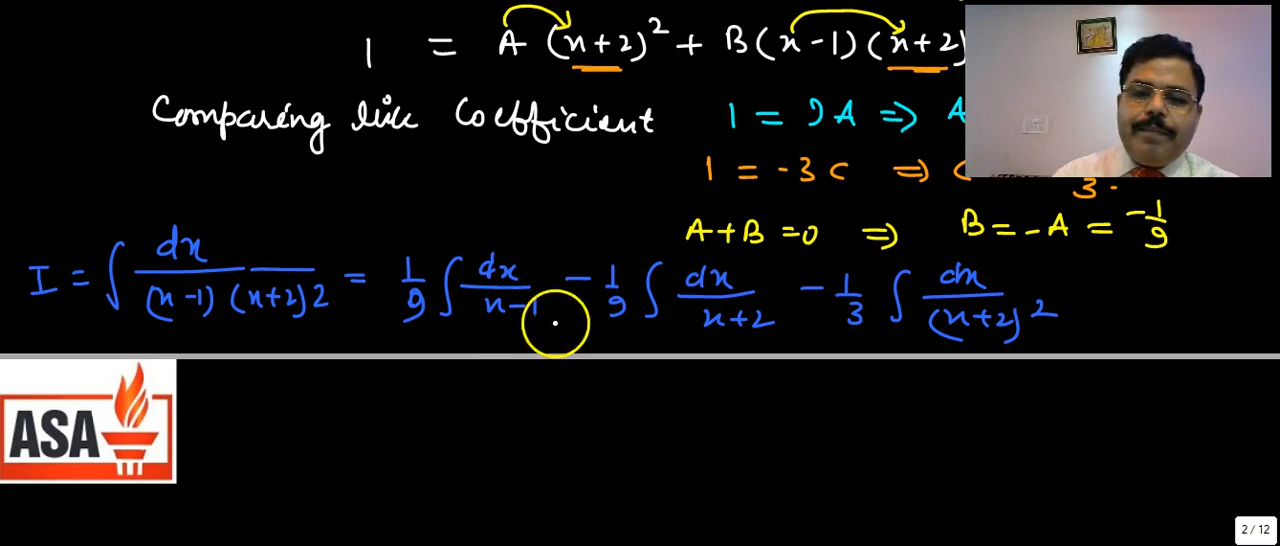 1 = A (x+2)² + B(x-1)(x+2)
Comparing like Coefficient 1 = 9A ⇒ A
1 = -3C ⇒ C 3
A+B=0 ⇒ B=-A = -1/9
I = ∫ dx/(x-1)(x+2)2 = 1/9 ∫ dx/x-1 - 1/9 ∫ dx/x+2 - 1/3 ∫ dx/(x+2)²
ASA
2 / 12